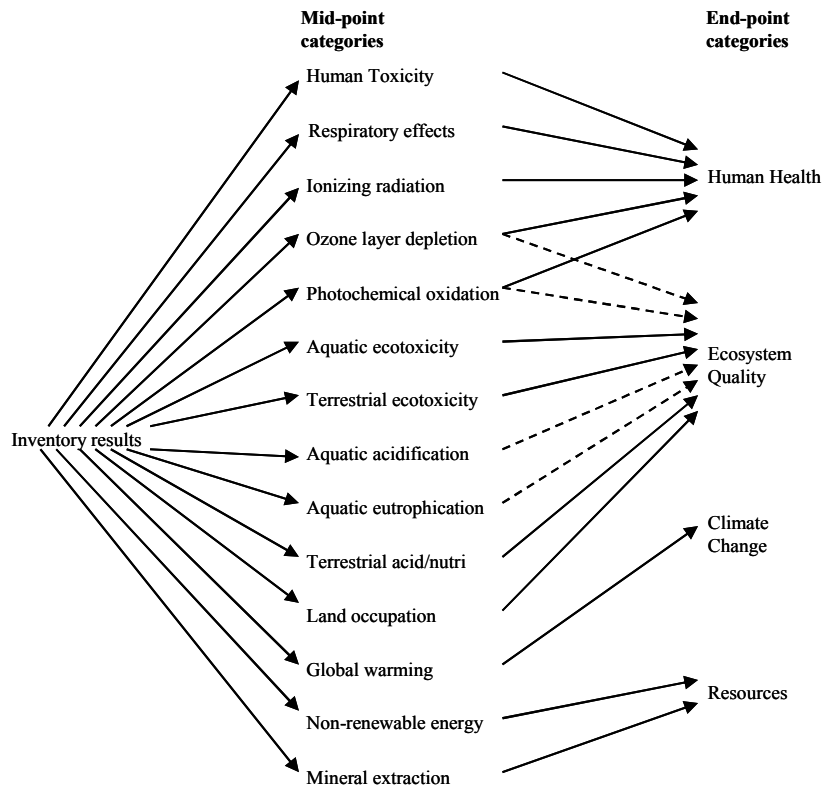 Mid-point
categories
End-point
categories
Human Toxicity
Respiratory effects
Ionizing radiation
Human Health
Ozone layer depletion
Photochemical oxidation
Aquatic ecotoxicity
Ecosystem
Quality
Terrestrial ecotoxicity
Inventory results
Aquatic acidification
Aquatic eutrophication
Climate
Change
Terrestrial acid/nutri
Land occupation
Global warming
Resources
Non-renewable energy
Mineral extraction